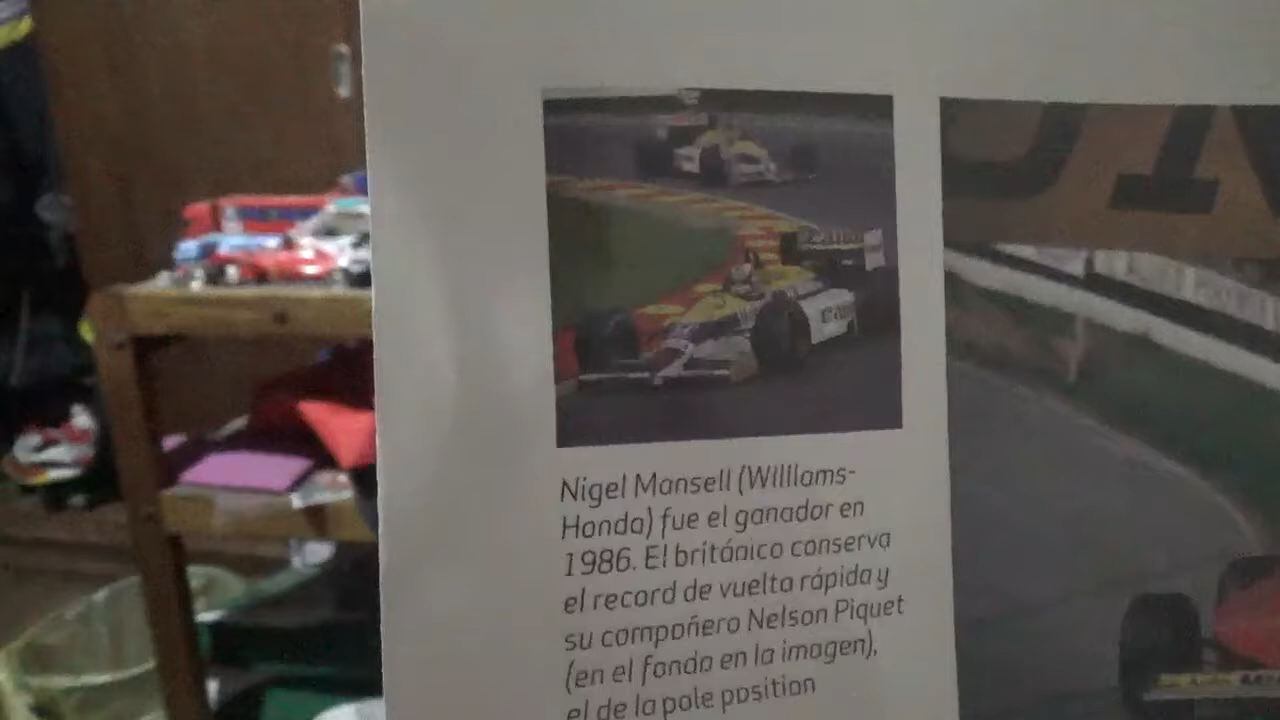 Nigel Mansell (Williams-
Honda) fue el ganador en
1986. El británico conserva
el record de vuelta rápida y
su compañero Nelson Piquet
(en el fondo en la imagen),
el de la pole position